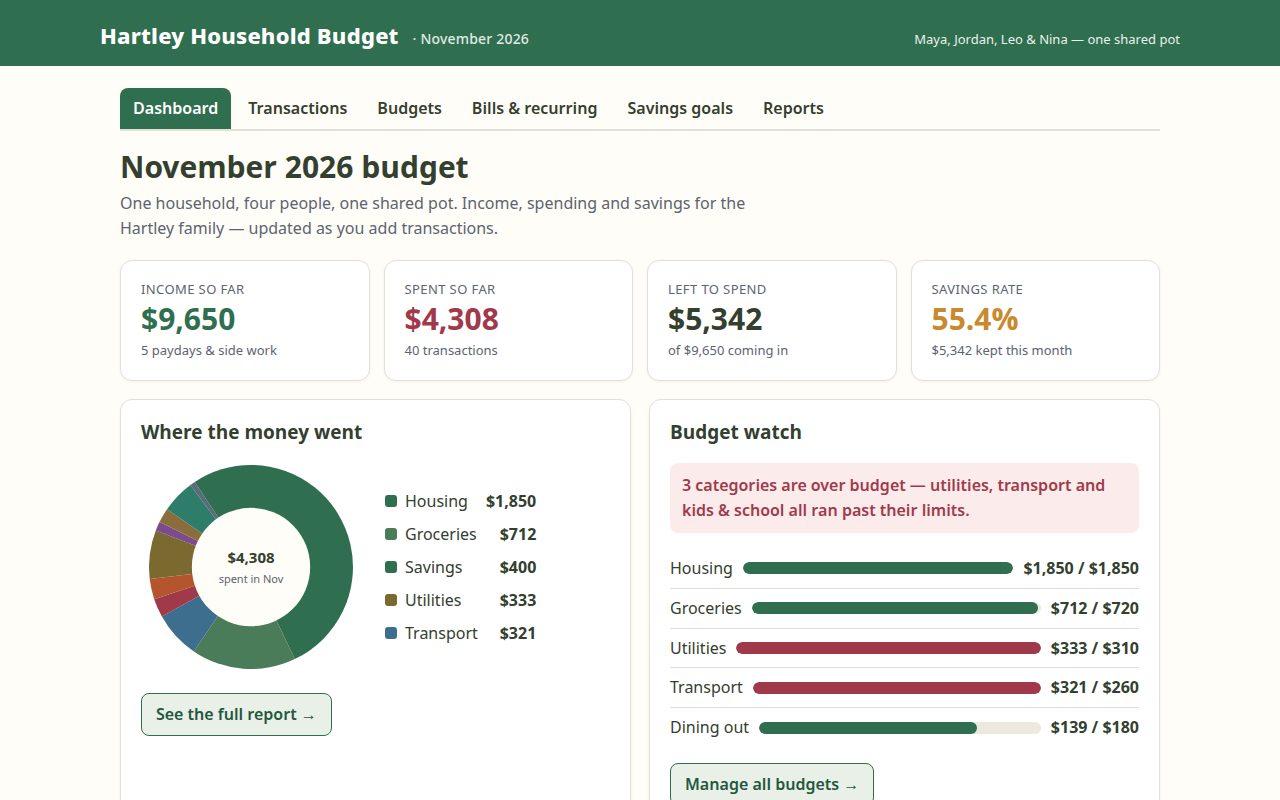 Hartley Household Budget · November 2026
Maya, Jordan, Leo & Nina — one shared pot
Dashboard Transactions Budgets Bills & recurring Savings goals Reports
November 2026 budget
One household, four people, one shared pot. Income, spending and savings for the
Hartley family — updated as you add transactions.
INCOME SO FAR
$9,650
5 paydays & side work
SPENT SO FAR
$4,308
40 transactions
LEFT TO SPEND
$5,342
of $9,650 coming in
SAVINGS RATE
55.4%
$5,342 kept this month
Where the money went
$4,308
spent in Nov
Housing $1,850
Groceries $712
Savings $400
Utilities $333
Transport $321
See the full report →
Budget watch
3 categories are over budget — utilities, transport and
kids & school all ran past their limits.
Housing $1,850 / $1,850
Groceries $712 / $720
Utilities $333 / $310
Transport $321 / $260
Dining out $139 / $180
Manage all budgets →